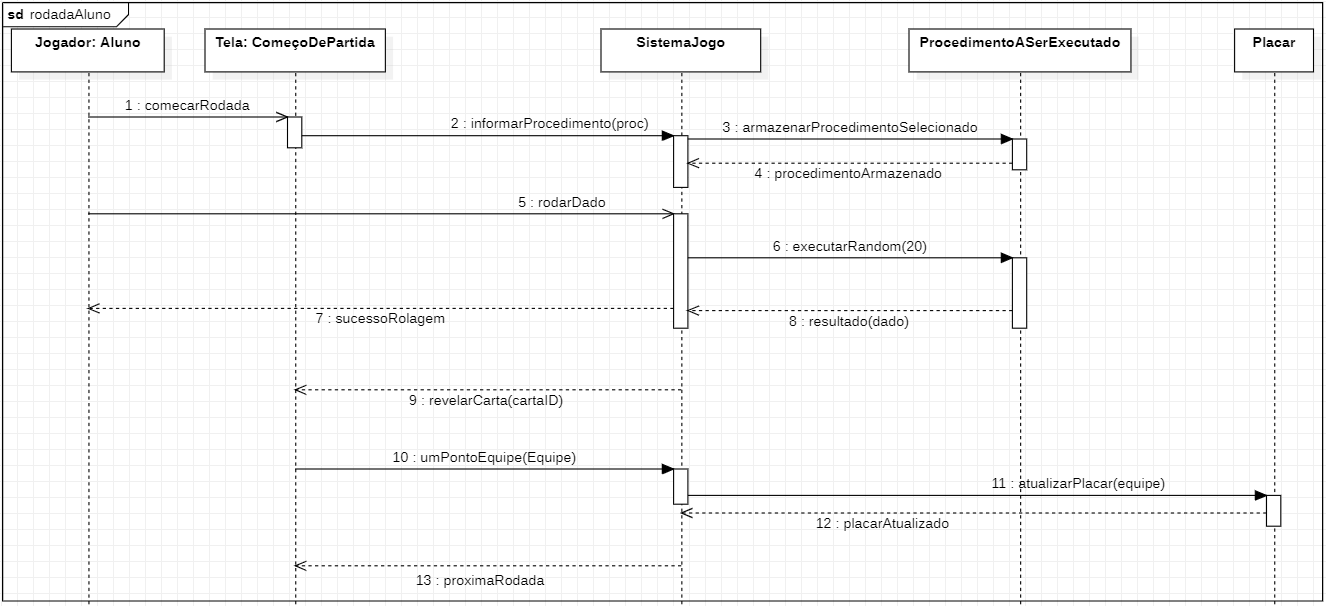 sd rodadaAluno
Jogador: Aluno
Tela: ComeçoDePartida
SistemaJogo
ProcedimentoASerExecutado
Placar
1 : comecarRodada
2 : informarProcedimento(proc)
3 : armazenarProcedimentoSelecionado
4 : procedimentoArmazenado
5 : rodarDado
6 : executarRandom(20)
7 : sucessoRolagem
8 : resultado(dado)
9 : revelarCarta(cartaID)
10 : umPontoEquipe(Equipe)
11 : atualizarPlacar(equipe)
12 : placarAtualizado
13 : proximaRodada